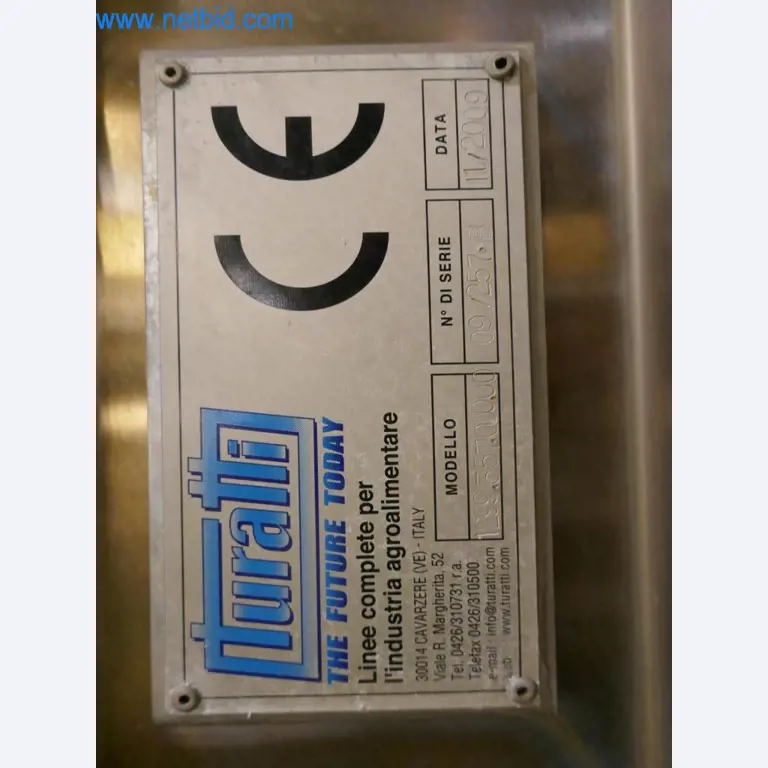 www.netbid.com
turatti
THE FUTURE TODAY
Linee complete per
l'industria agroalimentare
30014 CAVARZERE (VE) - ITALY
Viale R. Margherita, 52
Tel. 0426/310731 r.a.
Telefax 0426/310500
e-mail : info@turatti.com
www.turatti.com
CE
MODELLO
N° DI SERIE
09/257.
DATA
11/2009